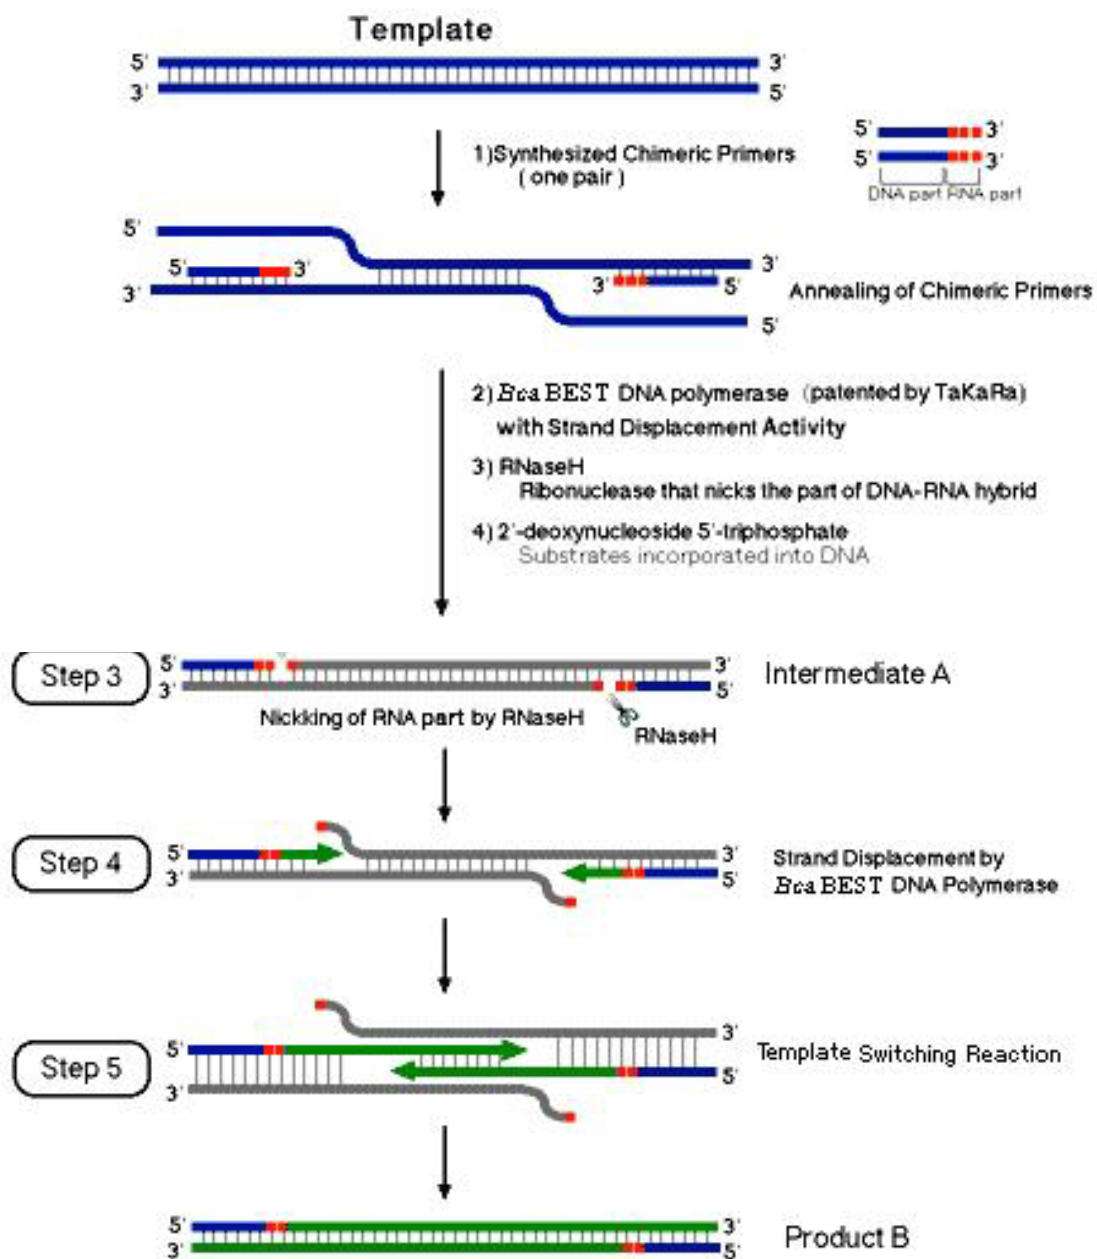 Template
5' 3'
3' 5'
1)Synthesized Chimeric Primers
( one pair )
5' 3'
5' 3'
DNA part RNA part
5'
5' 3' 3'
3' 3' 5' Annealing of Chimeric Primers
5'
2) Bca BEST DNA polymerase (patented by TaKaRa)
with Strand Displacement Activity
3) RNaseH
Ribonuclease that nicks the part of DNA-RNA hybrid
4) 2'-deoxynucleoside 5'-triphosphate
Substrates incorporated into DNA
Step 3 5' 3' Intermediate A
3' 5'
Nickking of RNA part by RNaseH
RNaseH
Step 4 5' 3' Strand Displacement by
3' 5' Bca BEST DNA Polymerase
3'
Step 5 5' Template Switching Reaction
5'
3'
5' 3' Product B
3' 5'